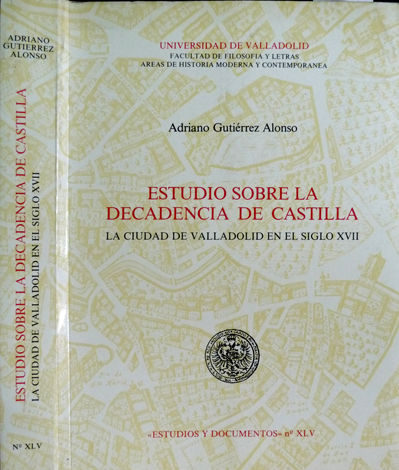 ADRIANO
GUTIERREZ
ALONSO
ESTUDIO SOBRE LA DECADENCIA DE CASTILLA
LA CIUDAD DE VALLADOLID EN EL SIGLO XVII
Nº XLV
UNIVERSIDAD DE VALLADOLID
FACULTAD DE FILOSOFIA Y LETRAS
AREAS DE HISTORIA MODERNA Y CONTEMPORANEA
Adriano Gutiérrez Alonso
ESTUDIO SOBRE LA
DECADENCIA DE CASTILLA
LA CIUDAD DE VALLADOLID EN EL SIGLO XVII
«ESTUDIOS Y DOCUMENTOS» nº XLV